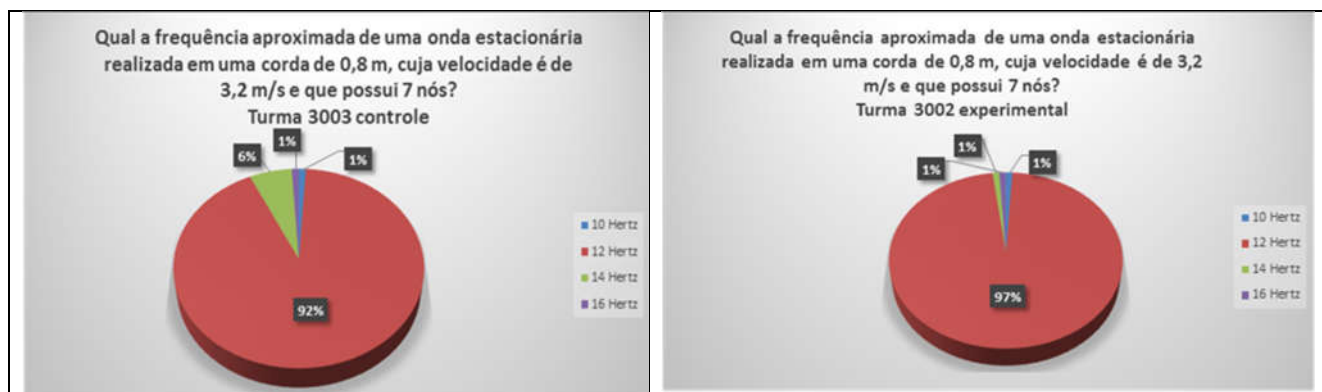 Qual a frequência aproximada de uma onda estacionária
realizada em uma corda de 0,8 m, cuja velocidade é de
3,2 m/s e que possui 7 nós?
Turma 3003 controle
1%
6%
1%
92%
10 Hertz
12 Hertz
14 Hertz
16 Hertz
Qual a frequência aproximada de uma onda estacionária
realizada em uma corda de 0,8 m, cuja velocidade é de 3,2
m/s e que possui 7 nós?
Turma 3002 experimental
1%
1%
1%
97%
10 Hertz
12 Hertz
14 Hertz
16 Hertz